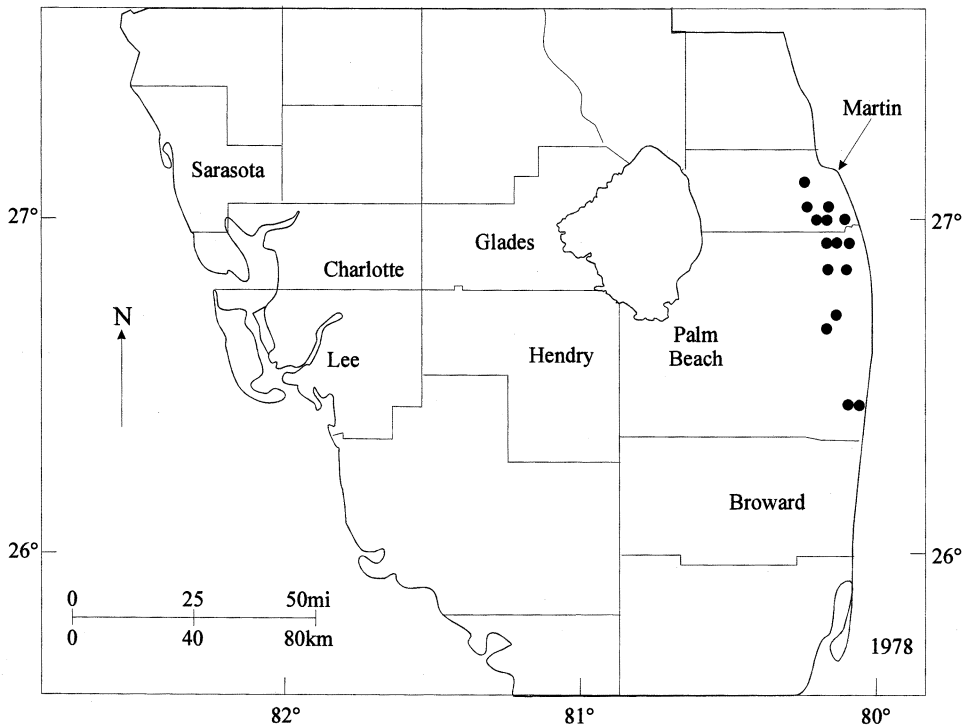 Martin
Sarasota
27°
27°
Glades
Charlotte
N
Palm
Beach
Lee
Hendry
Broward
26°
26°
0 25 50mi
0 40 80km
1978
82° 81° 80°